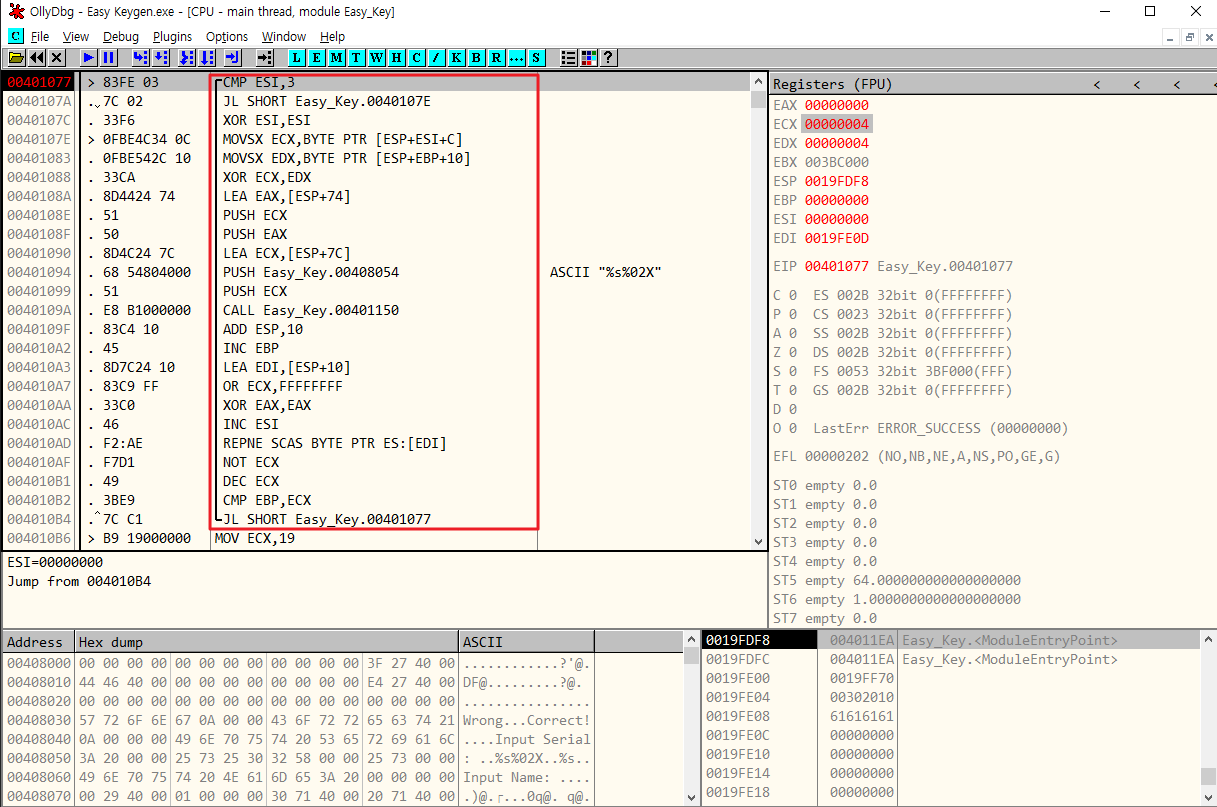 OllyDbg - Easy Keygen.exe - [CPU - main thread, module Easy_Key]
C File View Debug Plugins Options Window Help
L E M T W H C / K B R ... S ?
00401077 > 83FE 03 CMP ESI,3
0040107A . 7C 02 JL SHORT Easy_Key.0040107E
0040107C . 33F6 XOR ESI,ESI
0040107E > 0FBE4C34 0C MOVSX ECX,BYTE PTR [ESP+ESI+C]
00401083 . 0FBE542C 10 MOVSX EDX,BYTE PTR [ESP+EBP+10]
00401088 . 33CA XOR ECX,EDX
0040108A . 8D4424 74 LEA EAX,[ESP+74]
0040108E . 51 PUSH ECX
0040108F . 50 PUSH EAX
00401090 . 8D4C24 7C LEA ECX,[ESP+7C]
00401094 . 68 54804000 PUSH Easy_Key.00408054 ASCII "%s%02X"
00401099 . 51 PUSH ECX
0040109A . E8 B1000000 CALL Easy_Key.00401150
0040109F . 83C4 10 ADD ESP,10
004010A2 . 45 INC EBP
004010A3 . 8D7C24 10 LEA EDI,[ESP+10]
004010A7 . 83C9 FF OR ECX,FFFFFFFF
004010AA . 33C0 XOR EAX,EAX
004010AC . 46 INC ESI
004010AD . F2:AE REPNE SCAS BYTE PTR ES:[EDI]
004010AF . F7D1 NOT ECX
004010B1 . 49 DEC ECX
004010B2 . 3BE9 CMP EBP,ECX
004010B4 .^ 7C C1 JL SHORT Easy_Key.00401077
004010B6 > B9 19000000 MOV ECX,19
ESI=00000000
Jump from 004010B4
Registers (FPU) < < < <
EAX 00000000
ECX 00000004
EDX 00000004
EBX 003BC000
ESP 0019FDF8
EBP 00000000
ESI 00000000
EDI 0019FE0D
EIP 00401077 Easy_Key.00401077
C 0 ES 002B 32bit 0(FFFFFFFF)
P 0 CS 0023 32bit 0(FFFFFFFF)
A 0 SS 002B 32bit 0(FFFFFFFF)
Z 0 DS 002B 32bit 0(FFFFFFFF)
S 0 FS 0053 32bit 3BF000(FFF)
T 0 GS 002B 32bit 0(FFFFFFFF)
D 0
O 0 LastErr ERROR_SUCCESS (00000000)
EFL 00000202 (NO,NB,NE,A,NS,PO,GE,G)
ST0 empty 0.0
ST1 empty 0.0
ST2 empty 0.0
ST3 empty 0.0
ST4 empty 0.0
ST5 empty 64.000000000000000000
ST6 empty 1.0000000000000000000
ST7 empty 0.0
Address Hex dump ASCII
00408000 00 00 00 00 00 00 00 00 00 00 00 00 3F 27 40 00 ............?'@.
00408010 44 46 40 00 00 00 00 00 00 00 00 00 E4 27 40 00 DF@.........?@.
00408020 00 00 00 00 00 00 00 00 00 00 00 00 00 00 00 00 ................
00408030 57 72 6F 6E 67 0A 00 00 43 6F 72 72 65 63 74 21 Wrong...Correct!
00408040 0A 00 00 00 49 6E 70 75 74 20 53 65 72 69 61 6C ....Input Serial
00408050 3A 20 00 00 25 73 25 30 32 58 00 00 25 73 00 00 : ..%s%02X..%s..
00408060 49 6E 70 75 74 20 4E 61 6D 65 3A 20 00 00 00 00 Input Name: ....
00408070 00 29 40 00 01 00 00 00 30 71 40 00 20 71 40 00 .)@.┌...0q@. q@.
0019FDF8 004011EA Easy_Key.<ModuleEntryPoint>
0019FDFC 004011EA Easy_Key.<ModuleEntryPoint>
0019FE00 0019FF70
0019FE04 00302010
0019FE08 61616161
0019FE0C 00000000
0019FE10 00000000
0019FE14 00000000
0019FE18 00000000